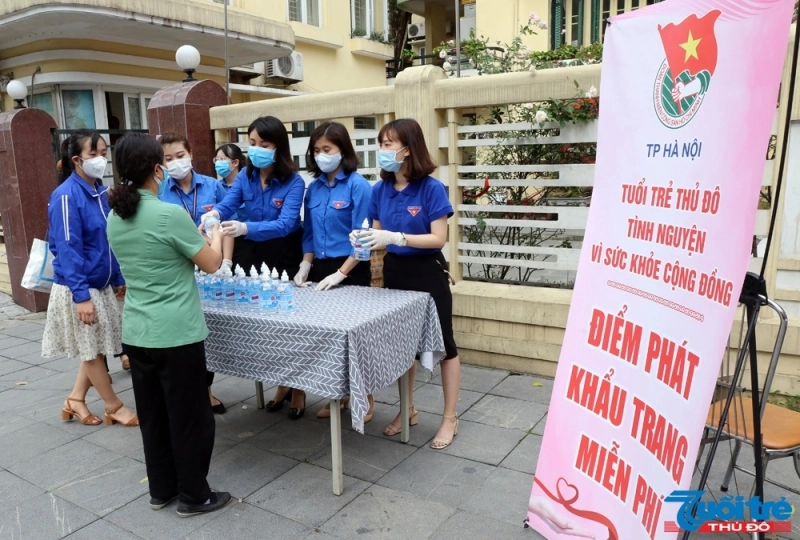 TP HÀ NỘI
TUỔI TRẺ THỦ ĐÔ
TÌNH NGUYỆN
VÌ SỨC KHỎE CỘNG ĐỒNG
ĐIỂM PHÁT
KHẨU TRANG
MIỄN PHÍ
Tuổi trẻ
THỦ ĐÔ